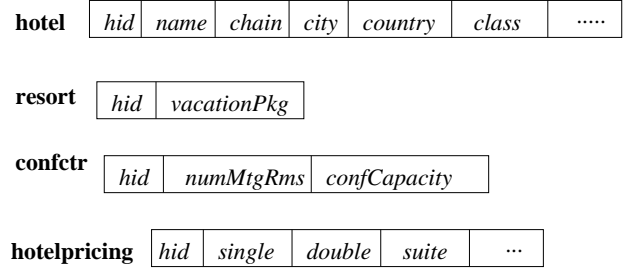 hotel hid name chain city country class .....
resort hid vacationPkg
confctr hid numMtgRms confCapacity
hotelpricing hid single double suite ...